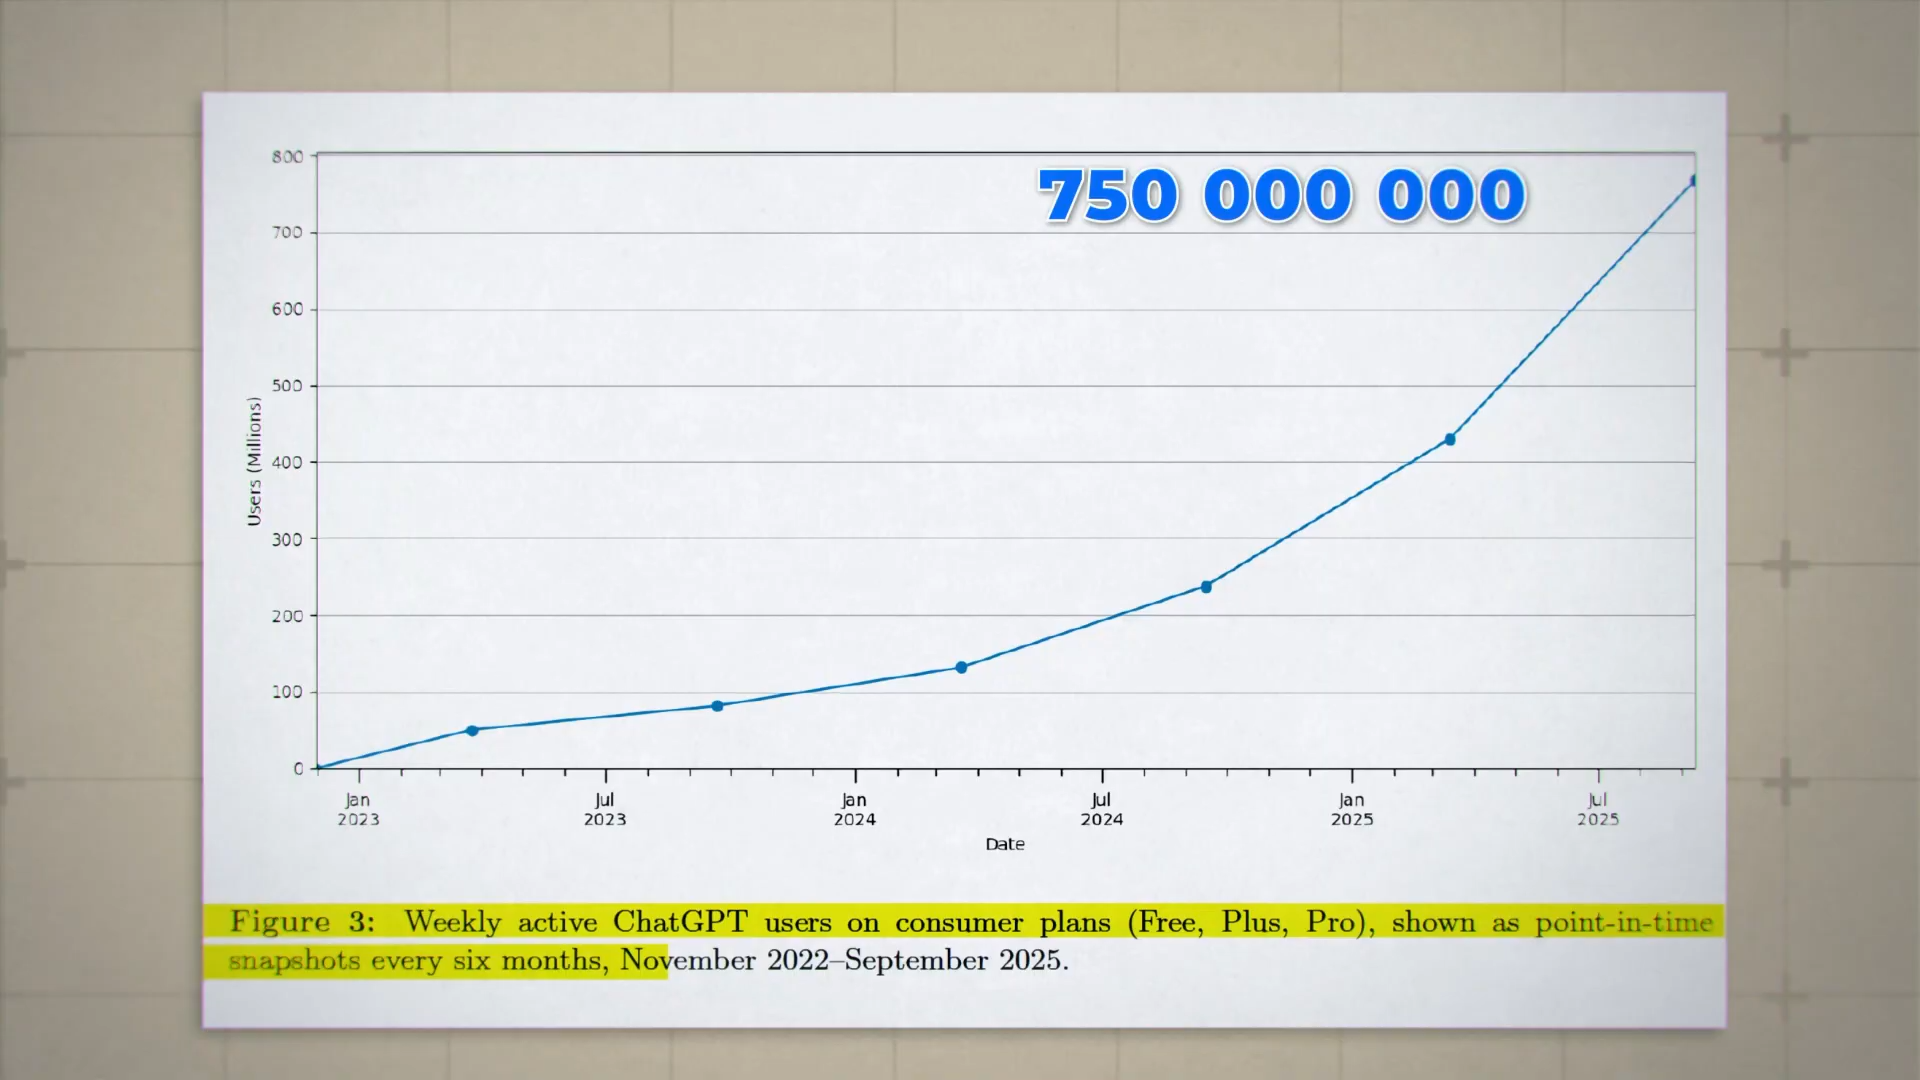 750 000 000
800
700
600
500
400
300
200
100
0
Users (Millions)
Jan
2023
Jul
2023
Jan
2024
Jul
2024
Jan
2025
Jul
2025
Date
Figure 3: Weekly active ChatGPT users on consumer plans (Free, Plus, Pro), shown as point-in-time
snapshots every six months, November 2022–September 2025.